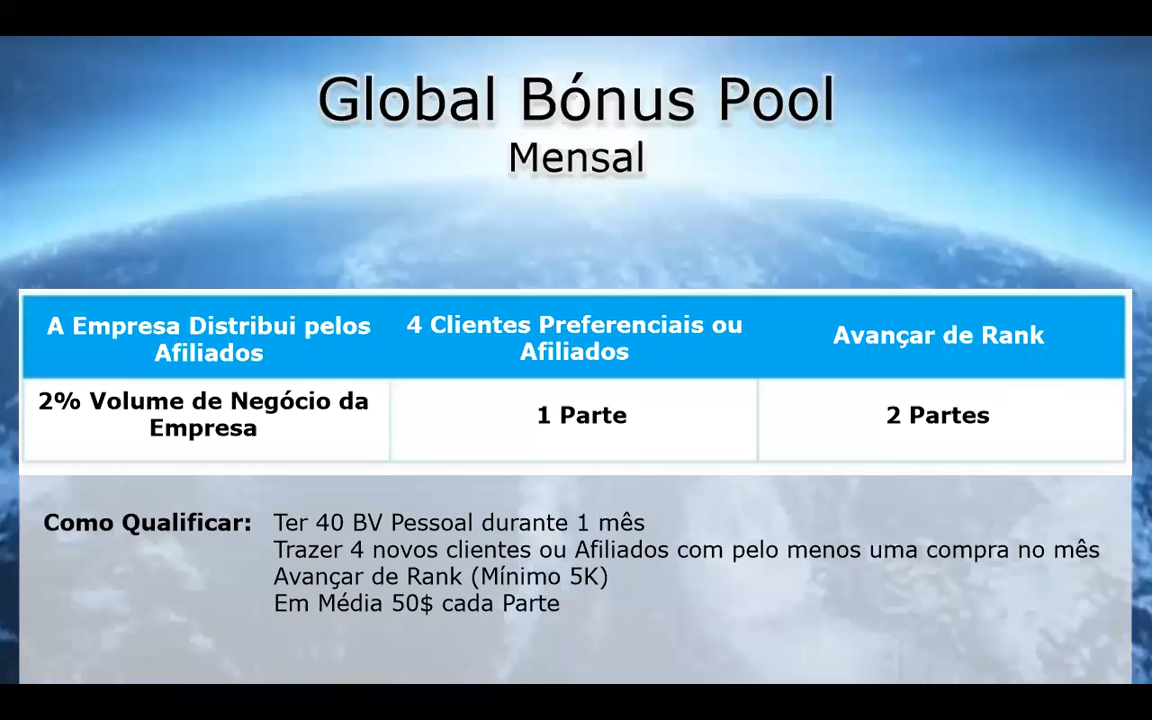 Global Bónus Pool
Mensal
A Empresa Distribui pelos
Afiliados
4 Clientes Preferenciais ou
Afiliados
Avançar de Rank
2% Volume de Negócio da
Empresa
1 Parte
2 Partes
Como Qualificar: Ter 40 BV Pessoal durante 1 mês
Trazer 4 novos clientes ou Afiliados com pelo menos uma compra no mês
Avançar de Rank (Mínimo 5K)
Em Média 50$ cada Parte